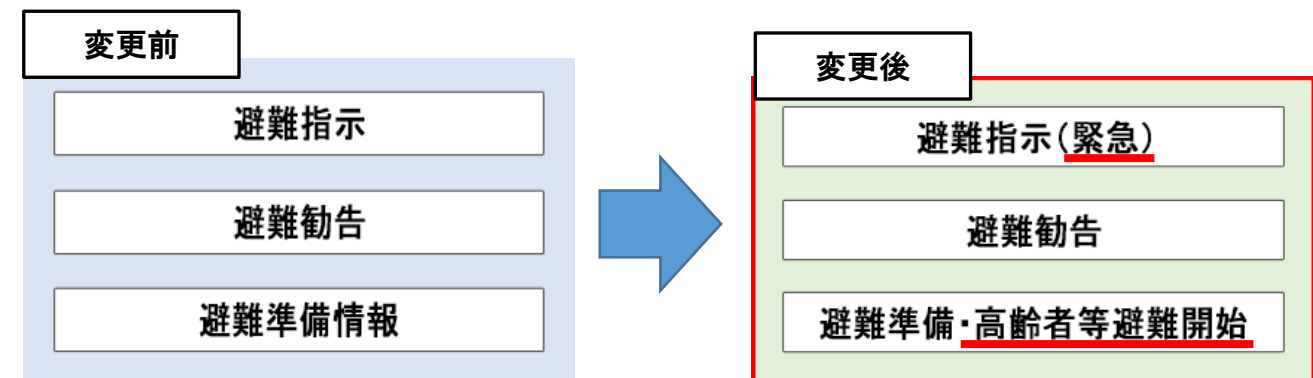 変更前
避難指示
避難勧告
避難準備情報
変更後
避難指示(緊急)
避難勧告
避難準備・高齢者等避難開始